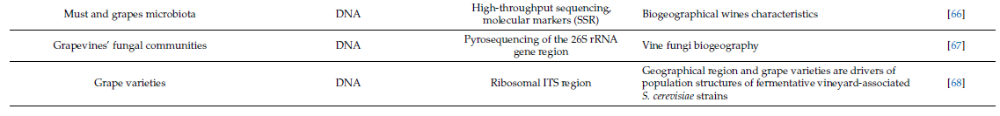 Must and grapes microbiota DNA High-throughput sequencing, molecular markers (SSR) Biogeographical wines characteristics [66]
Grapevines' fungal communities DNA Pyrosequencing of the 26S rRNA gene region Vine fungi biogeography [67]
Grape varieties DNA Ribosomal ITS region Geographical region and grape varieties are drivers of population structures of fermentative vineyard-associated S. cerevisiae strains [68]